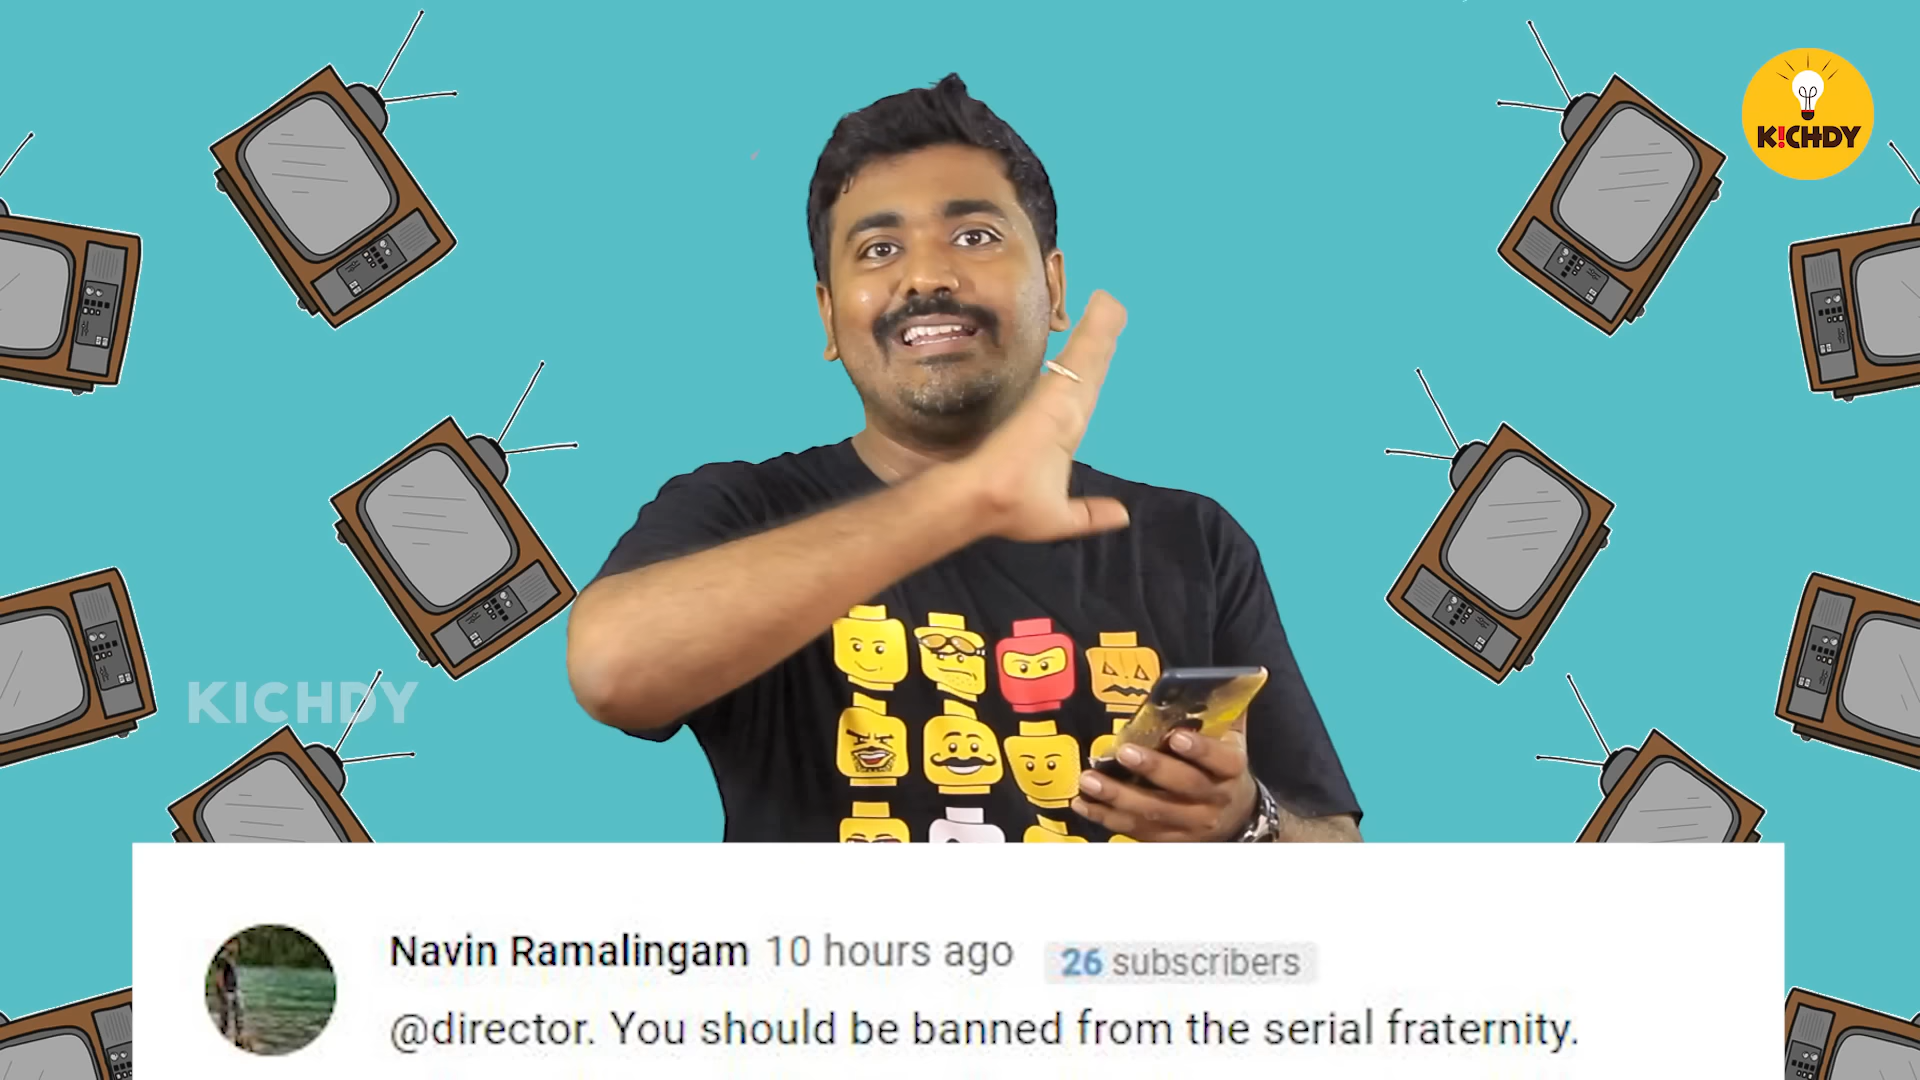 K!CHDY
KICHDY
Navin Ramalingam 10 hours ago 26 subscribers
@director. You should be banned from the serial fraternity.